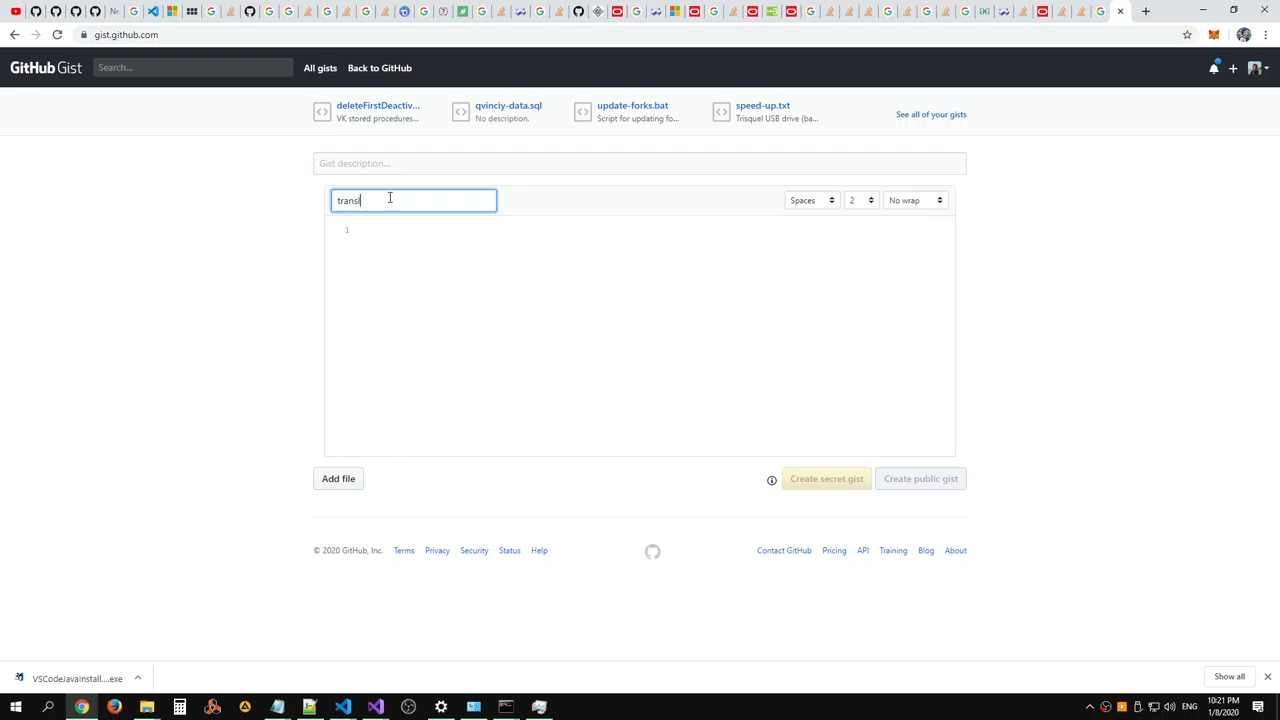 gist.github.com
GitHub Gist
Search...
All gists
Back to GitHub
deleteFirstDeactiv...
VK stored procedures...
qvinciy-data.sql
No description.
update-forks.bat
Script for updating fo...
speed-up.txt
Trisquel USB drive (ba...
See all of your gists
Gist description...
transl
Spaces
2
No wrap
1
Add file
Create secret gist
Create public gist
© 2020 GitHub, Inc.
Terms
Privacy
Security
Status
Help
Contact GitHub
Pricing
API
Training
Blog
About
VSCodeJavaInstall....exe
Show all
ENG
10:21 PM
1/8/2020